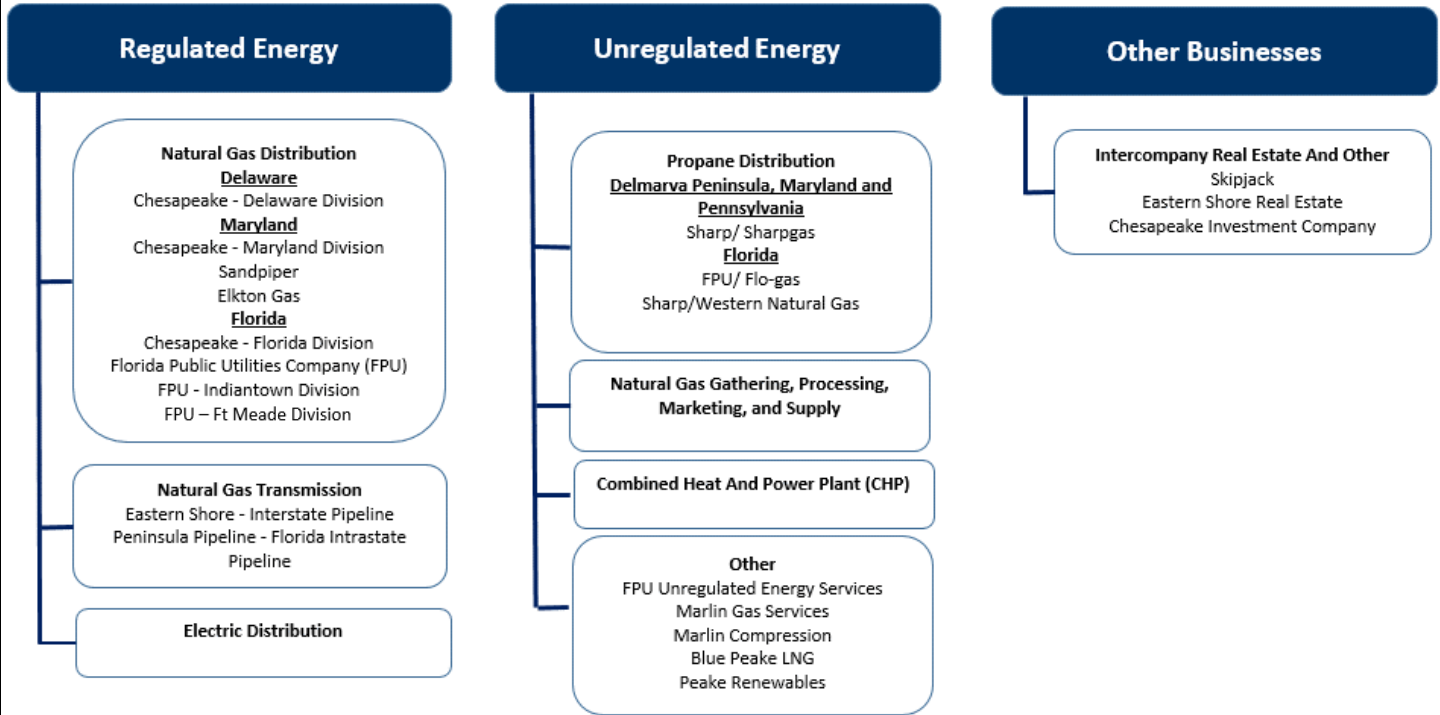 Regulated Energy
Natural Gas Distribution
Delaware
Chesapeake - Delaware Division
Maryland
Chesapeake - Maryland Division
Sandpiper
Elkton Gas
Florida
Chesapeake - Florida Division
Florida Public Utilities Company (FPU)
FPU - Indiantown Division
FPU – Ft Meade Division
Natural Gas Transmission
Eastern Shore - Interstate Pipeline
Peninsula Pipeline - Florida Intrastate
Pipeline
Electric Distribution
Unregulated Energy
Propane Distribution
Delmarva Peninsula, Maryland and
Pennsylvania
Sharp/ Sharpgas
Florida
FPU/ Flo-gas
Sharp/Western Natural Gas
Natural Gas Gathering, Processing,
Marketing, and Supply
Combined Heat And Power Plant (CHP)
Other
FPU Unregulated Energy Services
Marlin Gas Services
Marlin Compression
Blue Peake LNG
Peake Renewables
Other Businesses
Intercompany Real Estate And Other
Skipjack
Eastern Shore Real Estate
Chesapeake Investment Company